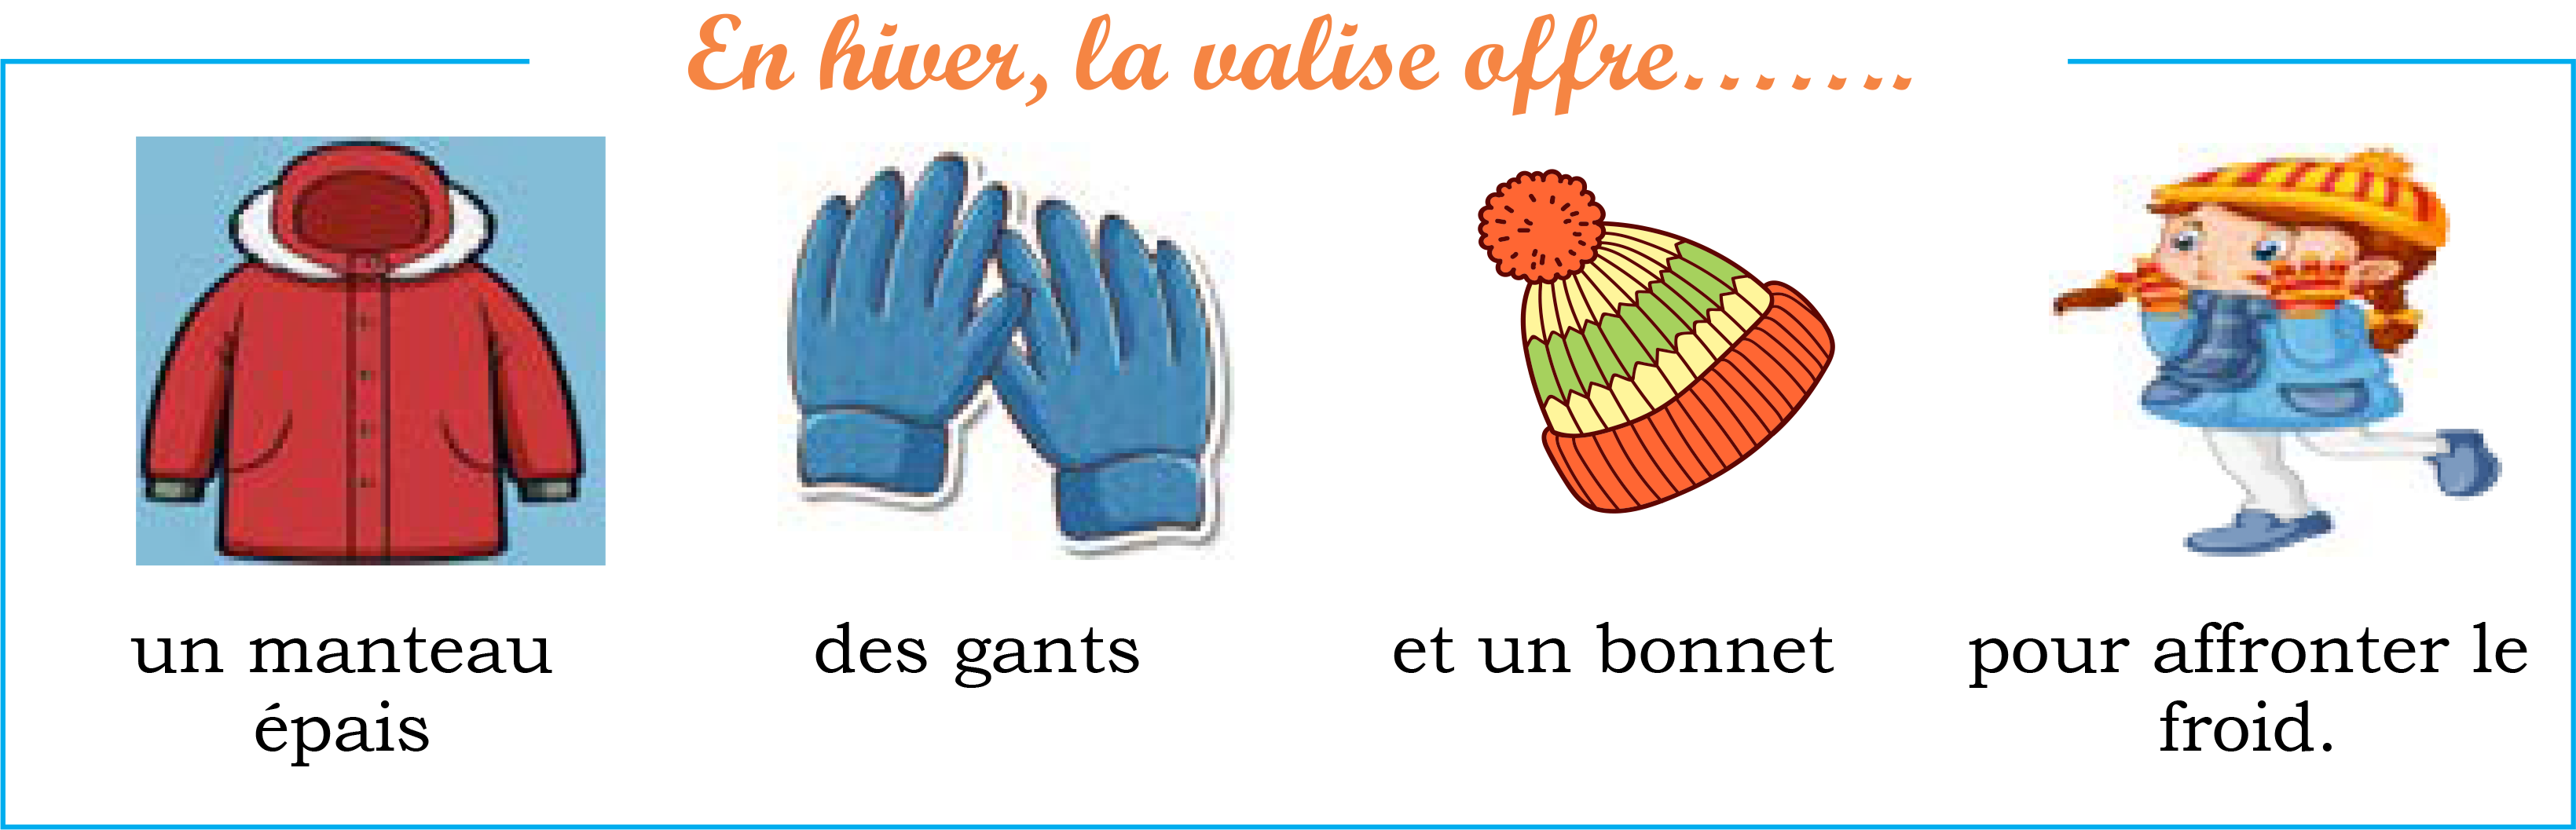 En hiver, la valise offre.......
un manteau
épais
des gants
et un bonnet
pour affronter le
froid.